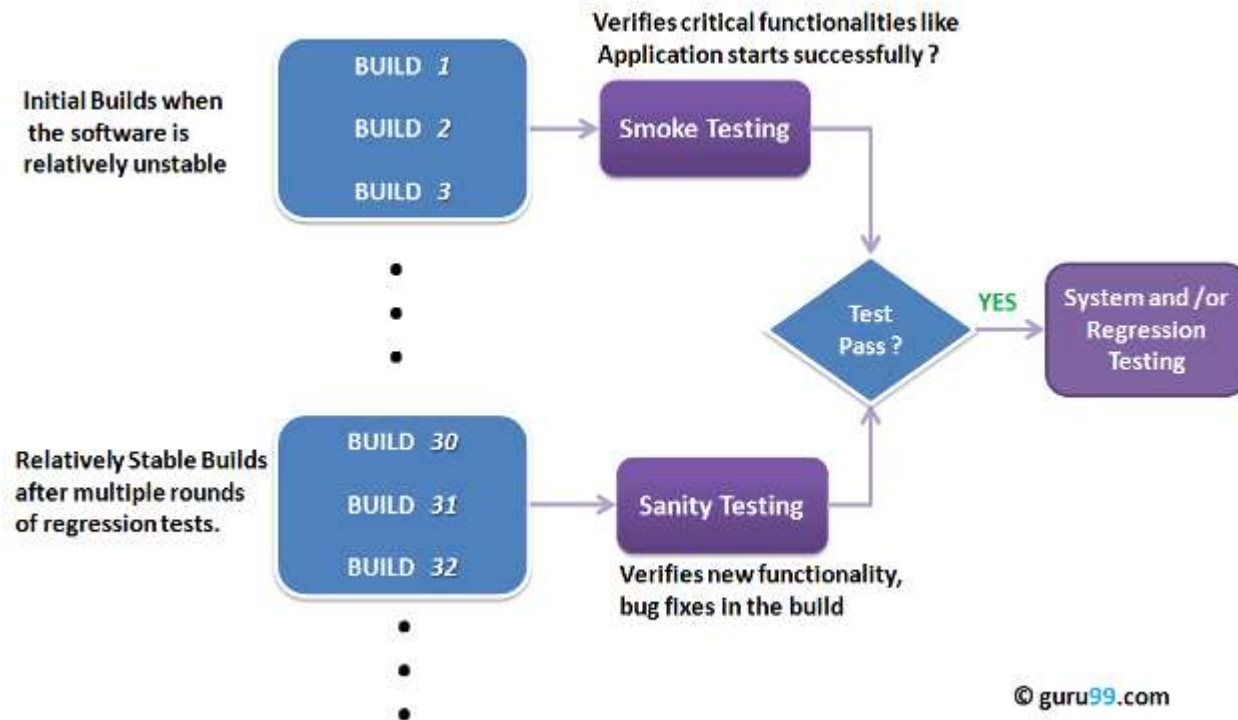 Verifies critical functionalities like
Application starts successfully ?
Initial Builds when
the software is
relatively unstable
BUILD 1
BUILD 2
BUILD 3
Smoke Testing
Test
Pass ?
YES
System and /or
Regression
Testing
Relatively Stable Builds
after multiple rounds
of regression tests.
BUILD 30
BUILD 31
BUILD 32
Sanity Testing
Verifies new functionality,
bug fixes in the build
© guru99.com